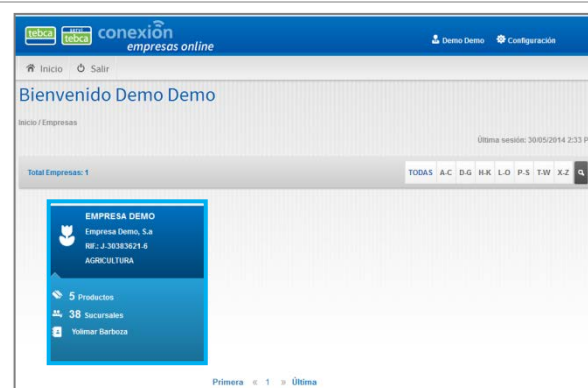 tebca servi tebca conexión
empresas online
Demo Demo Configuración
Inicio Salir
Bienvenido Demo Demo
Inicio / Empresas
Última sesión: 30/05/2014 2:33 P
Total Empresas: 1
TODAS A-C D-G H-K L-O P-S T-W X-Z
EMPRESA DEMO
Empresa Demo, S.a
RIF.: J-30383621-6
AGRICULTURA
5 Productos
38 Sucursales
Yolimar Barboza
Primera « 1 » Última